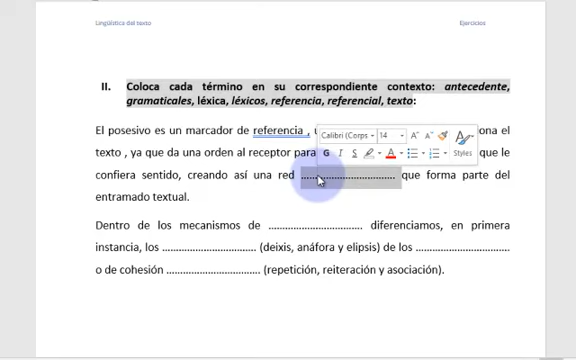 Lingüística del texto Ejercicios
II. Coloca cada término en su correspondiente contexto: antecedente,
gramaticales, léxica, léxicos, referencia, referencial, texto:
El posesivo es un marcador de referencia , ona el
Calibri (Corps 14 A A Styles
texto , ya que da una orden al receptor para que le
G I S A
confiera sentido, creando así una red .................................. que forma parte del
entramado textual.
Dentro de los mecanismos de .................................. diferenciamos, en primera
instancia, los .................................. (deixis, anáfora y elipsis) de los ..................................
o de cohesión .................................. (repetición, reiteración y asociación).